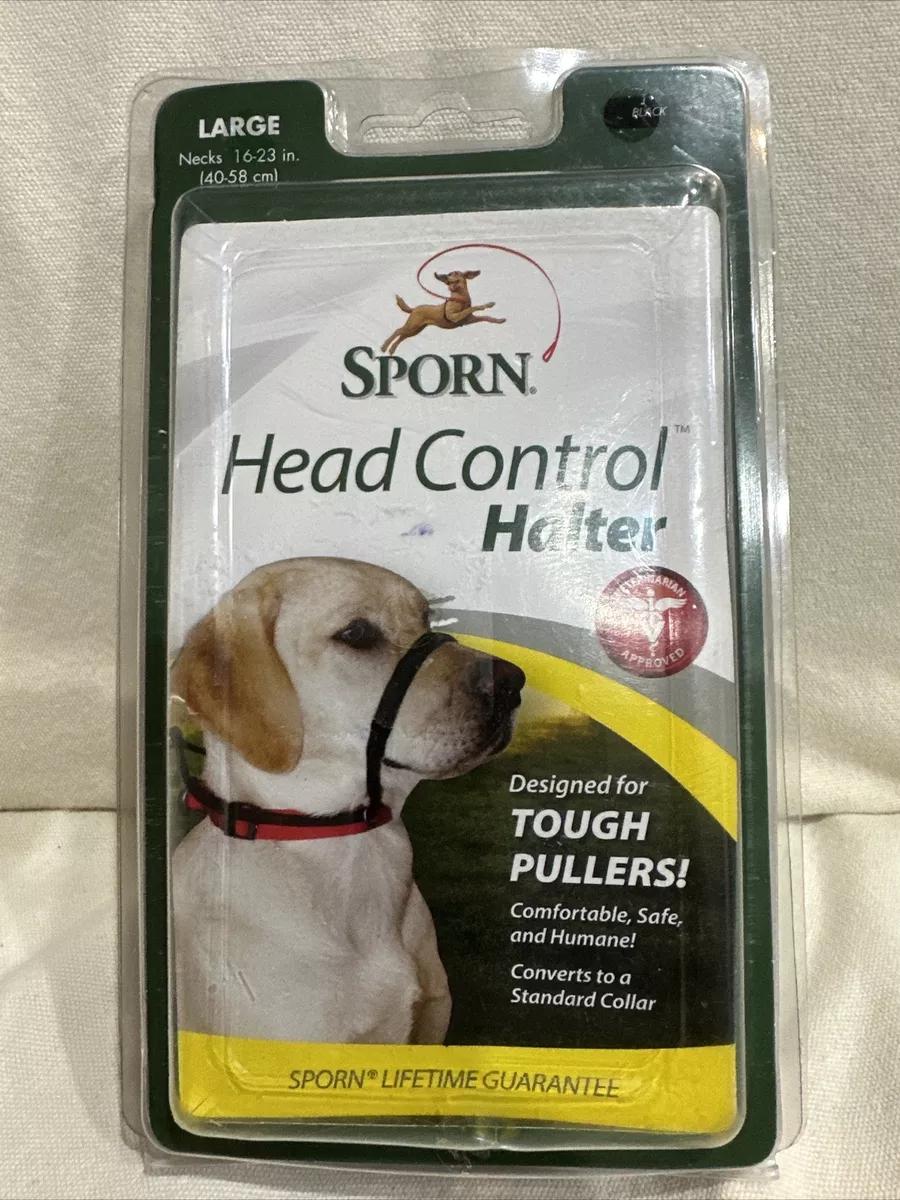 LARGE
Necks 16-23 in.
(40-58 cm)
BLACK
SPORN®
Head Control™
Halter
VETERINARIAN
APPROVED
Designed for
TOUGH
PULLERS!
Comfortable, Safe,
and Humane!
Converts to a
Standard Collar
SPORN® LIFETIME GUARANTEE